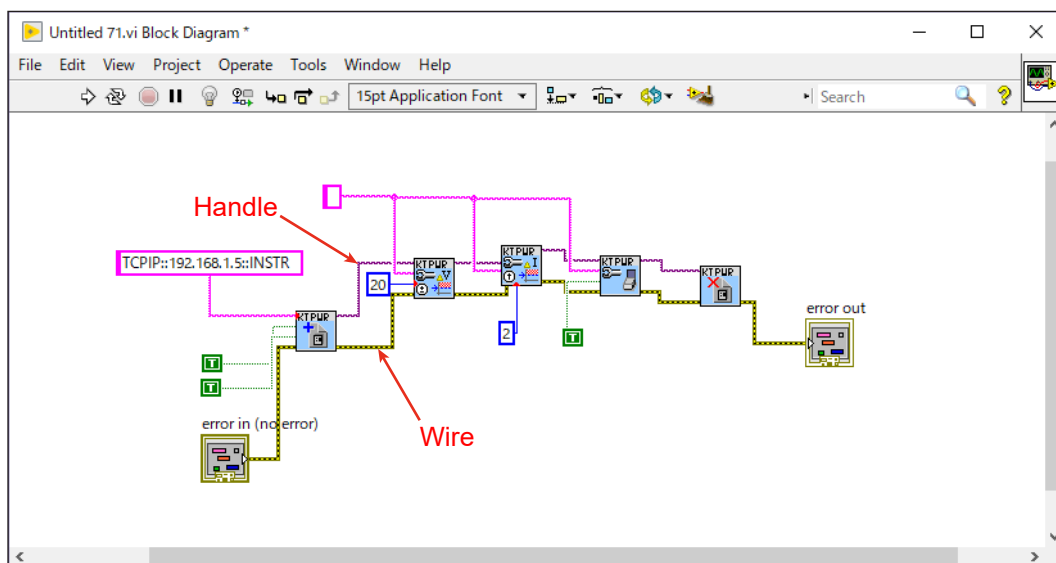 Untitled 71.vi Block Diagram *
File Edit View Project Operate Tools Window Help
15pt Application Font
Search
Handle
TCPIP::192.168.1.5::INSTR
KTPWR
V
KTPWR
I
KTPWR
KTPWR
20
KTPWR
2
T
T
T
error out
error in (no error)
Wire